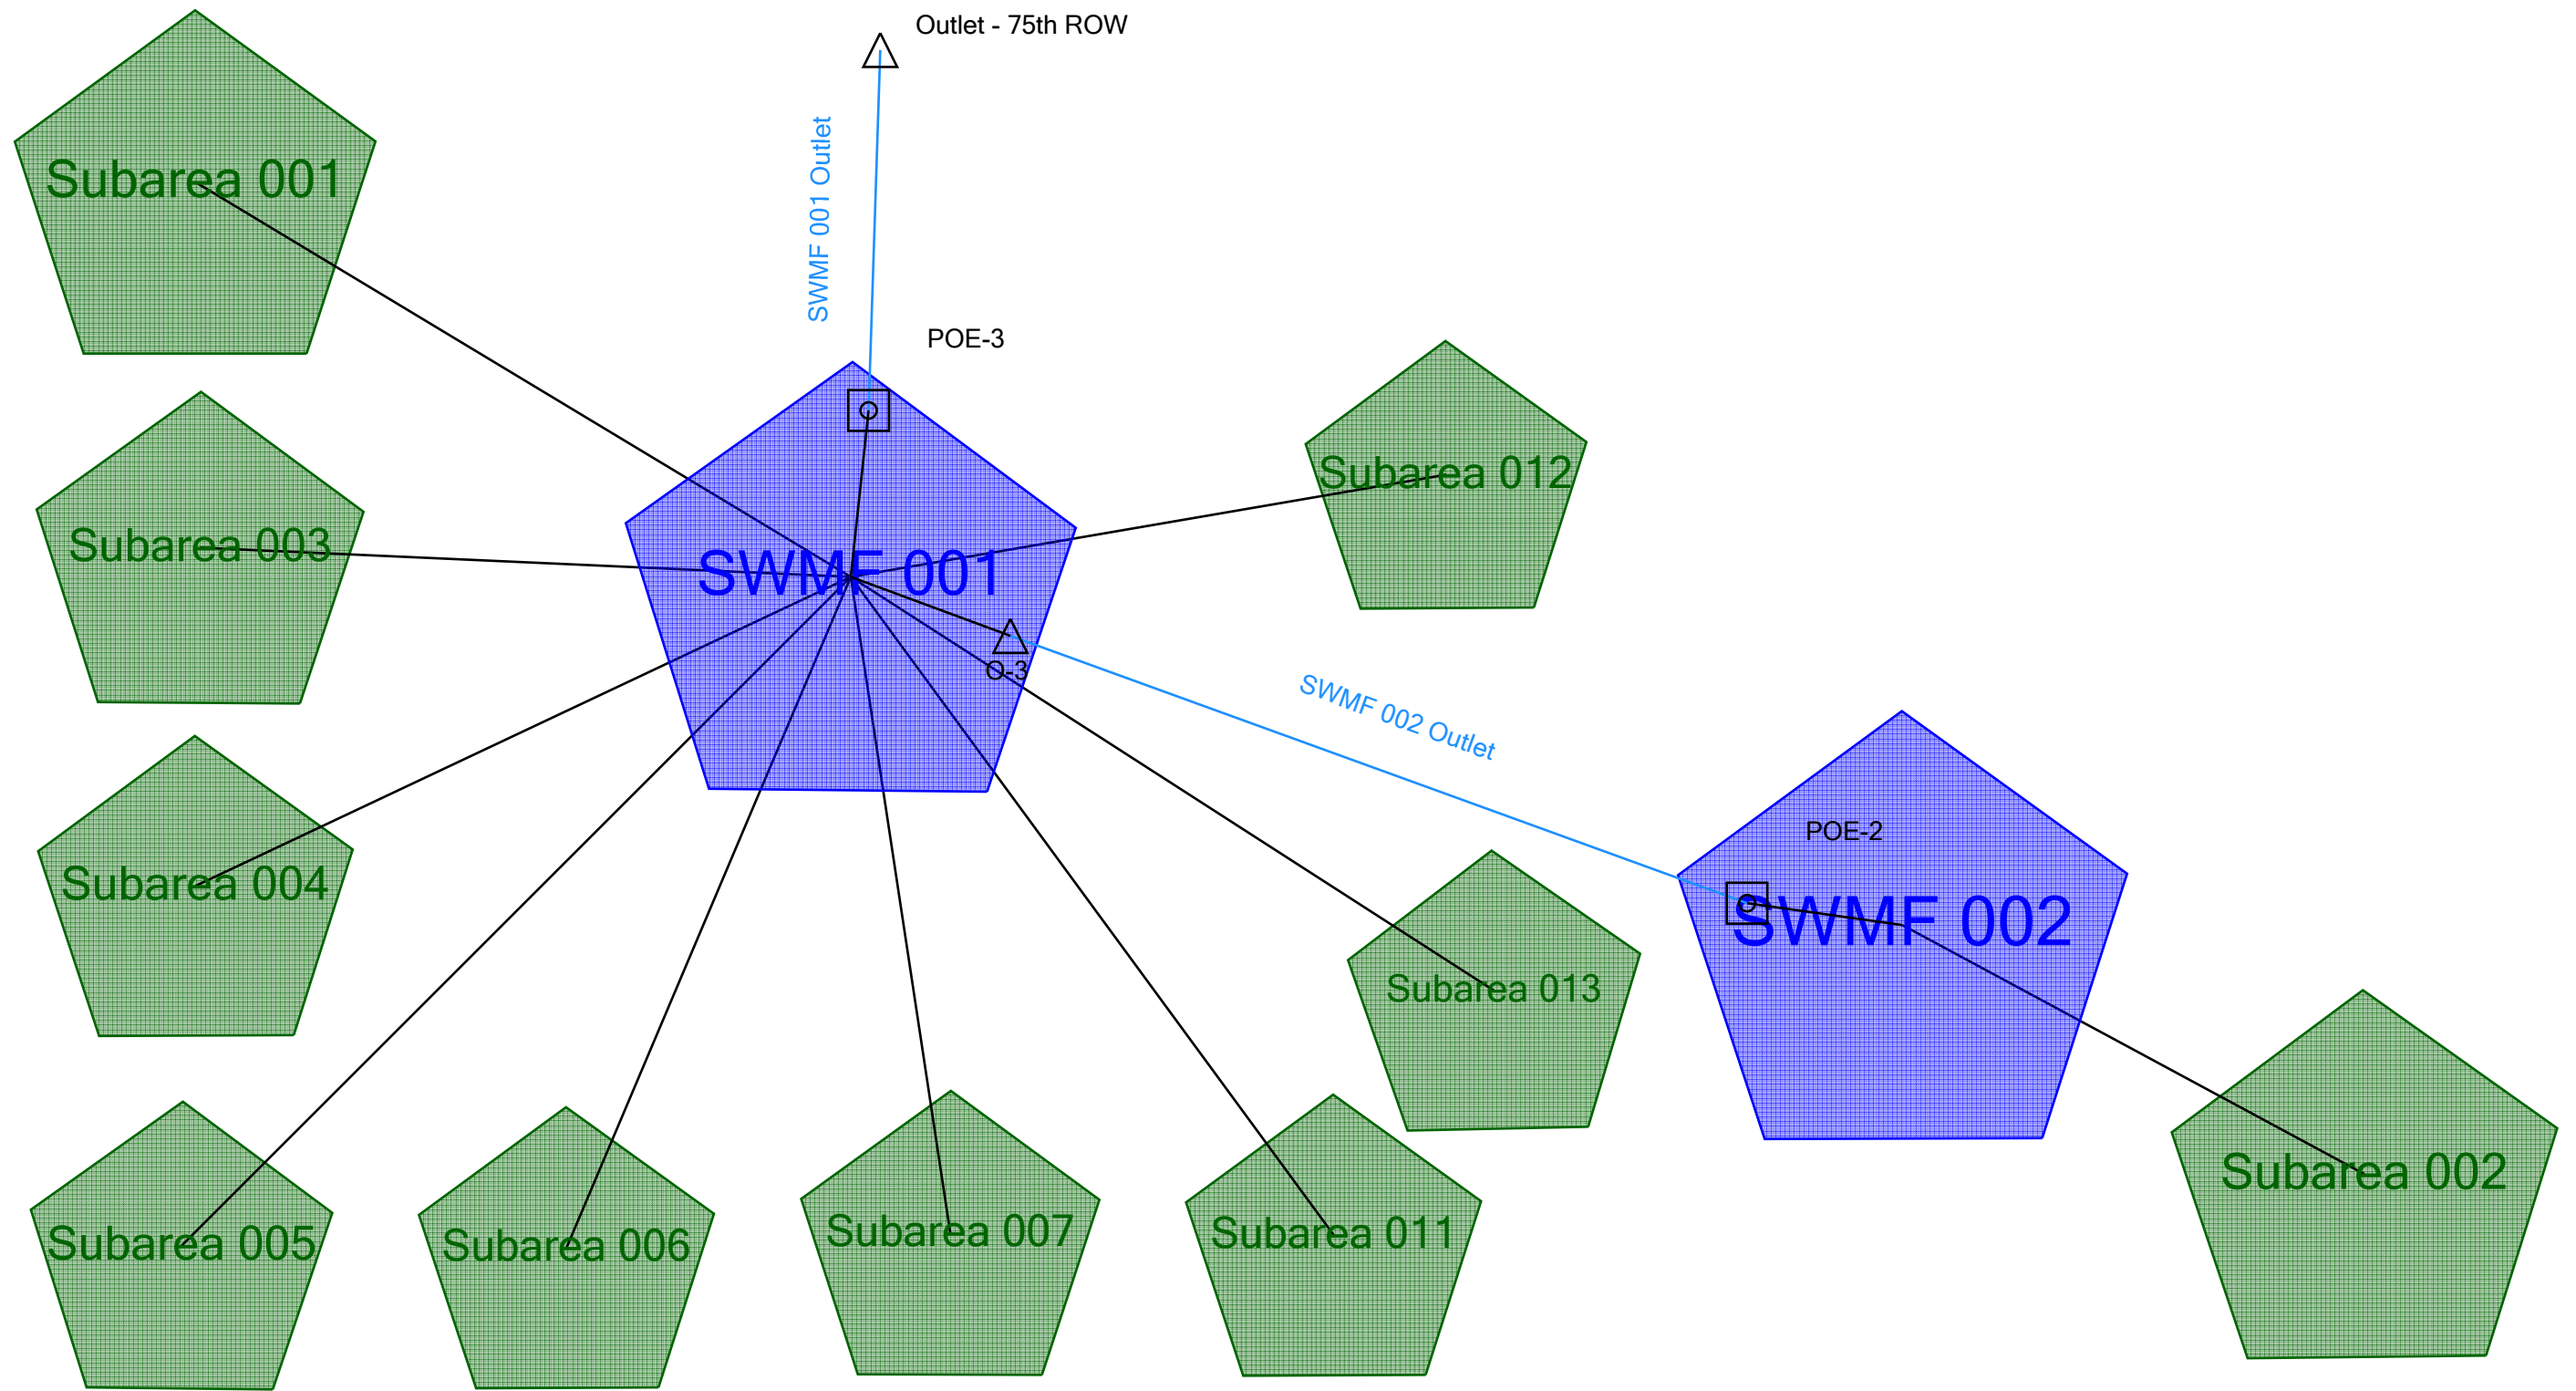 Outlet - 75th ROW
Subarea 001
SWMF 001 Outlet
POE-3
Subarea 012
Subarea 003
SWMF 001
O-3
SWMF 002 Outlet
POE-2
Subarea 004
SWMF 002
Subarea 013
Subarea 002
Subarea 005
Subarea 006
Subarea 007
Subarea 011